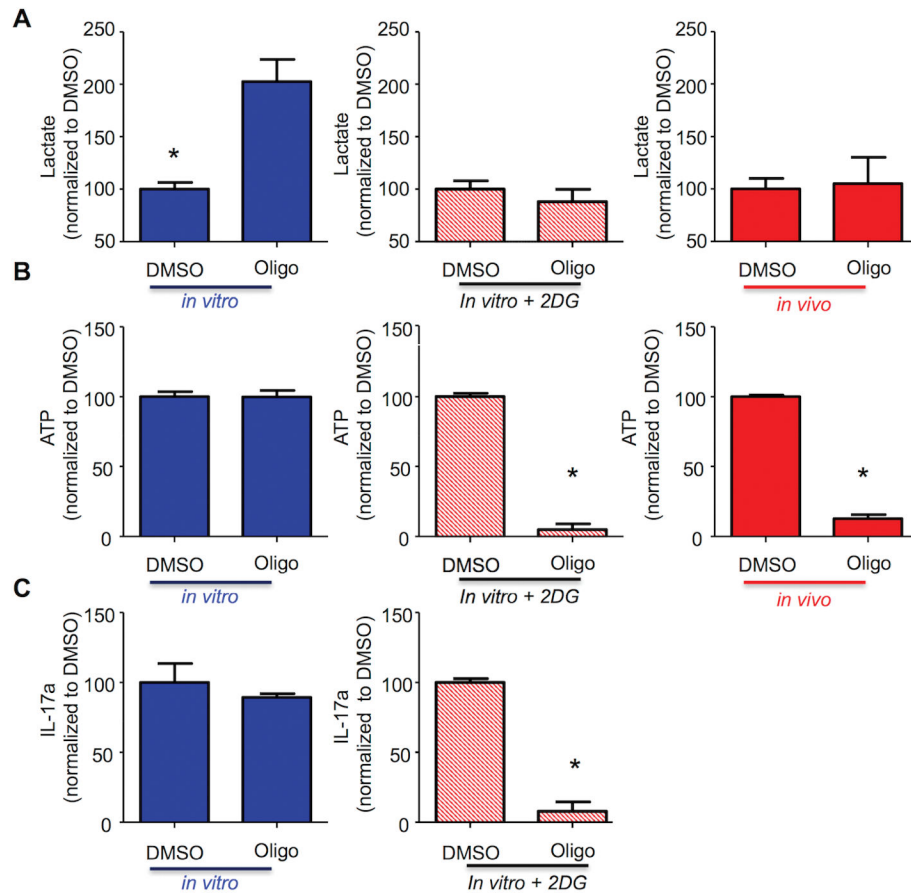 A
Lactate
(normalized to DMSO)
250
200
150
100
50
*
DMSO
Oligo
in vitro
Lactate
(normalized to DMSO)
250
200
150
100
50
DMSO
Oligo
In vitro + 2DG
Lactate
(normalized to DMSO)
250
200
150
100
50
DMSO
Oligo
in vivo
B
ATP
(normalized to DMSO)
150
100
50
0
DMSO
Oligo
in vitro
ATP
(normalized to DMSO)
150
100
50
0
*
DMSO
Oligo
In vitro + 2DG
ATP
(normalized to DMSO)
150
100
50
0
*
DMSO
Oligo
in vivo
C
IL-17a
(normalized to DMSO)
150
100
50
0
DMSO
Oligo
in vitro
IL-17a
(normalized to DMSO)
150
100
50
0
*
DMSO
Oligo
In vitro + 2DG